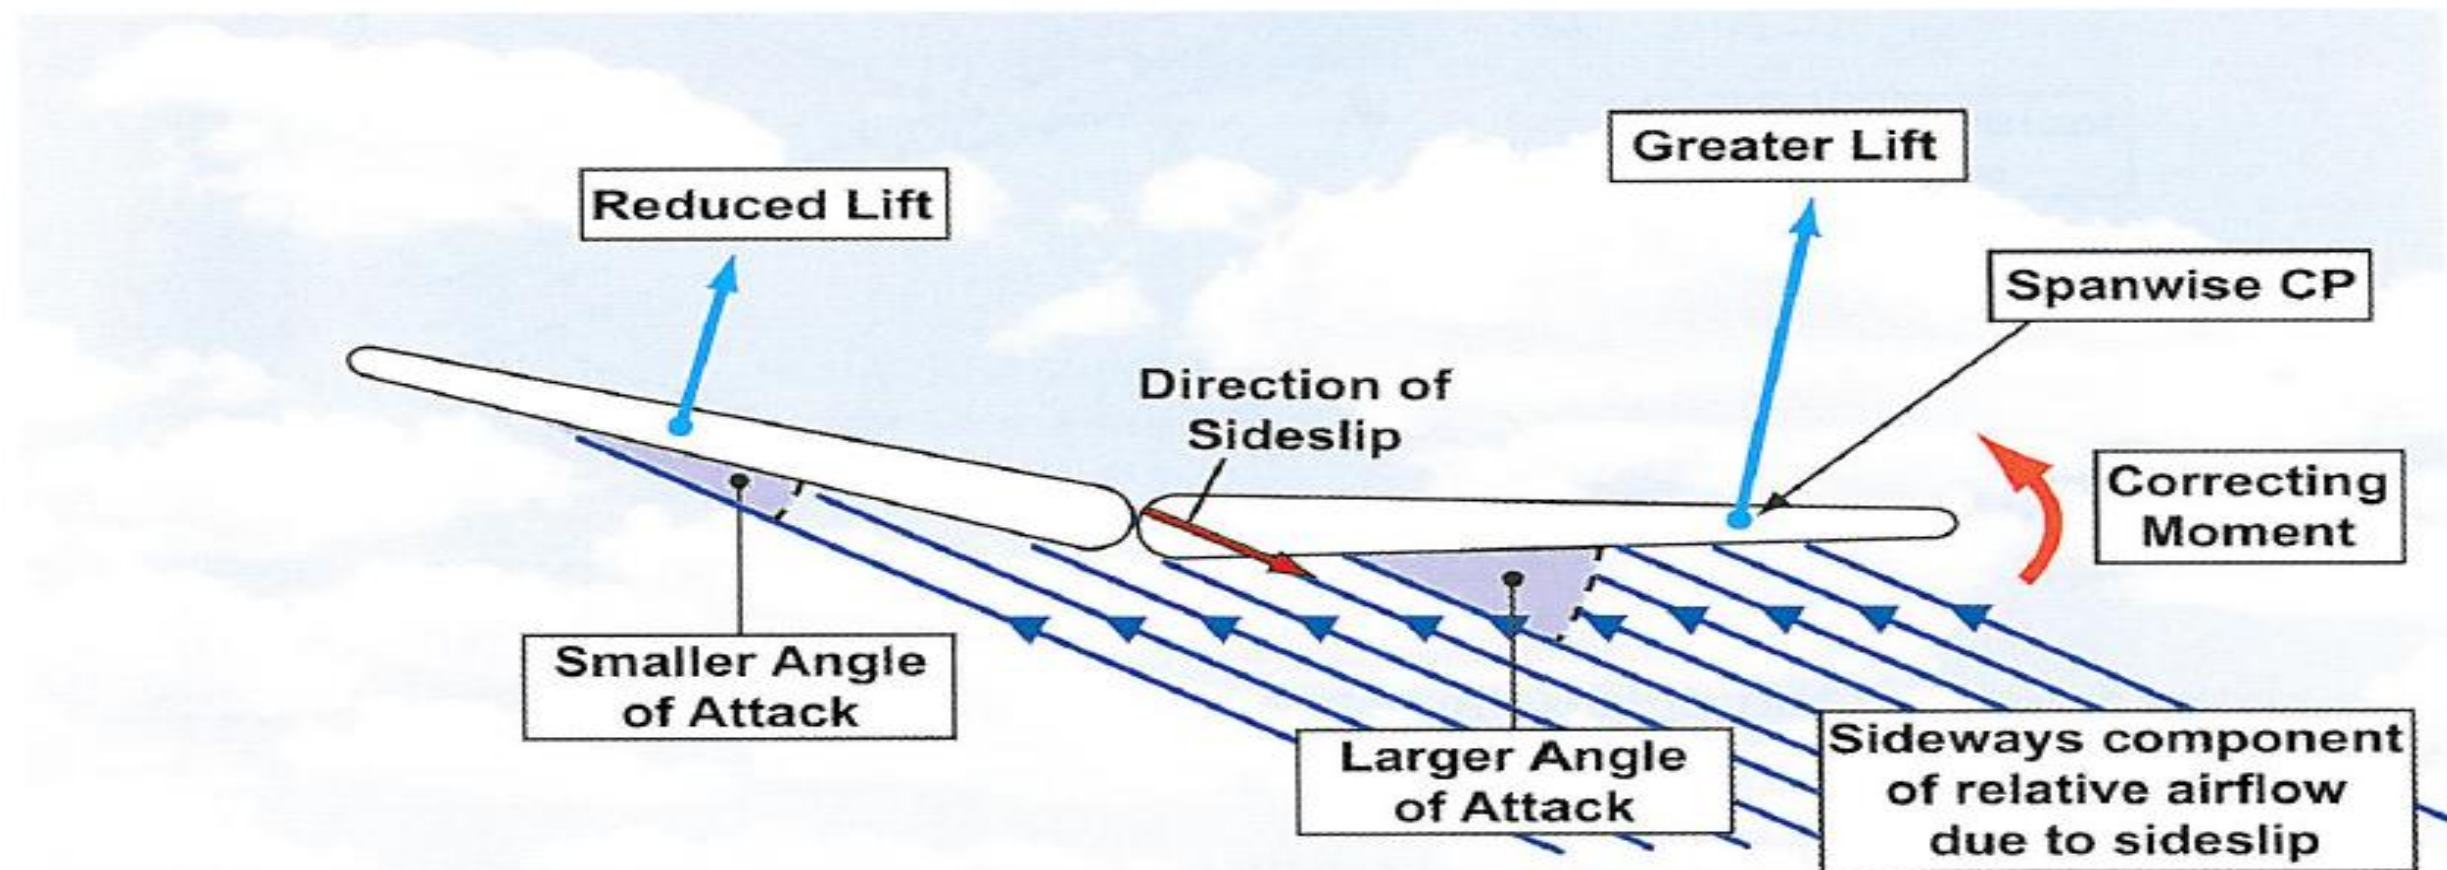 Greater Lift
Reduced Lift
Spanwise CP
Direction of
Sideslip
Correcting
Moment
Smaller Angle
of Attack
Larger Angle
of Attack
Sideways component
of relative airflow
due to sideslip